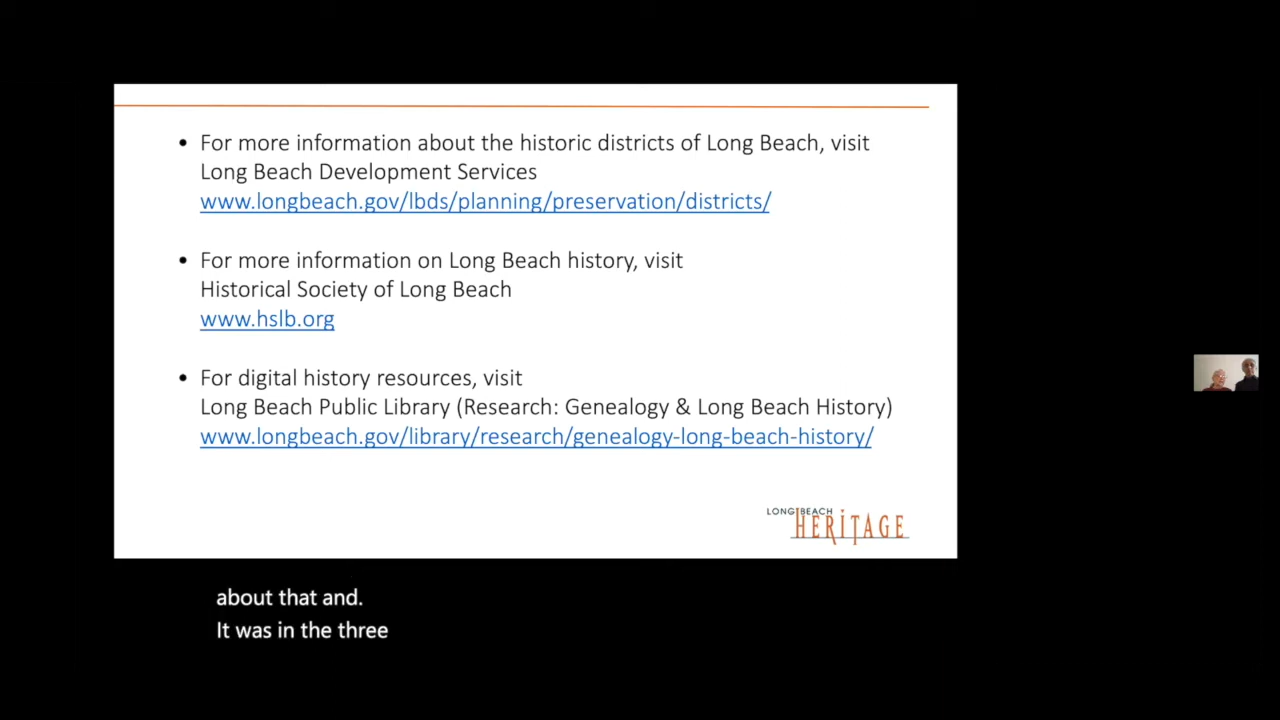 • For more information about the historic districts of Long Beach, visit
Long Beach Development Services
www.longbeach.gov/lbds/planning/preservation/districts/
• For more information on Long Beach history, visit
Historical Society of Long Beach
www.hslb.org
• For digital history resources, visit
Long Beach Public Library (Research: Genealogy & Long Beach History)
www.longbeach.gov/library/research/genealogy-long-beach-history/
LONG BEACH
HERITAGE
about that and.
It was in the three